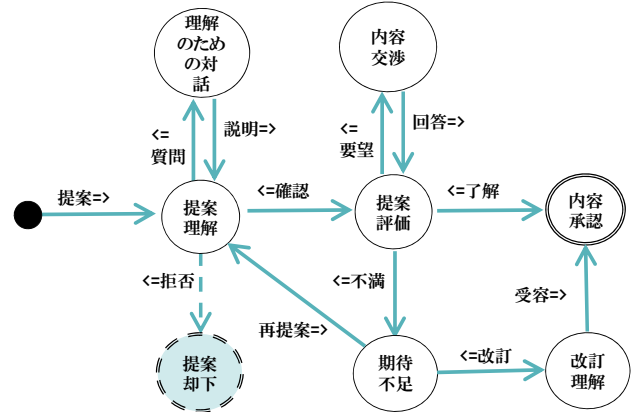 理解
のため
の対
話
内容
交渉
<=
質問
説明=>
<=
要望
回答=>
提案=>
提案
理解
<=確認
提案
評価
<=了解
内容
承認
<=拒否
再提案=>
<=不満
受容=>
提案
却下
期待
不足
<=改訂
改訂
理解